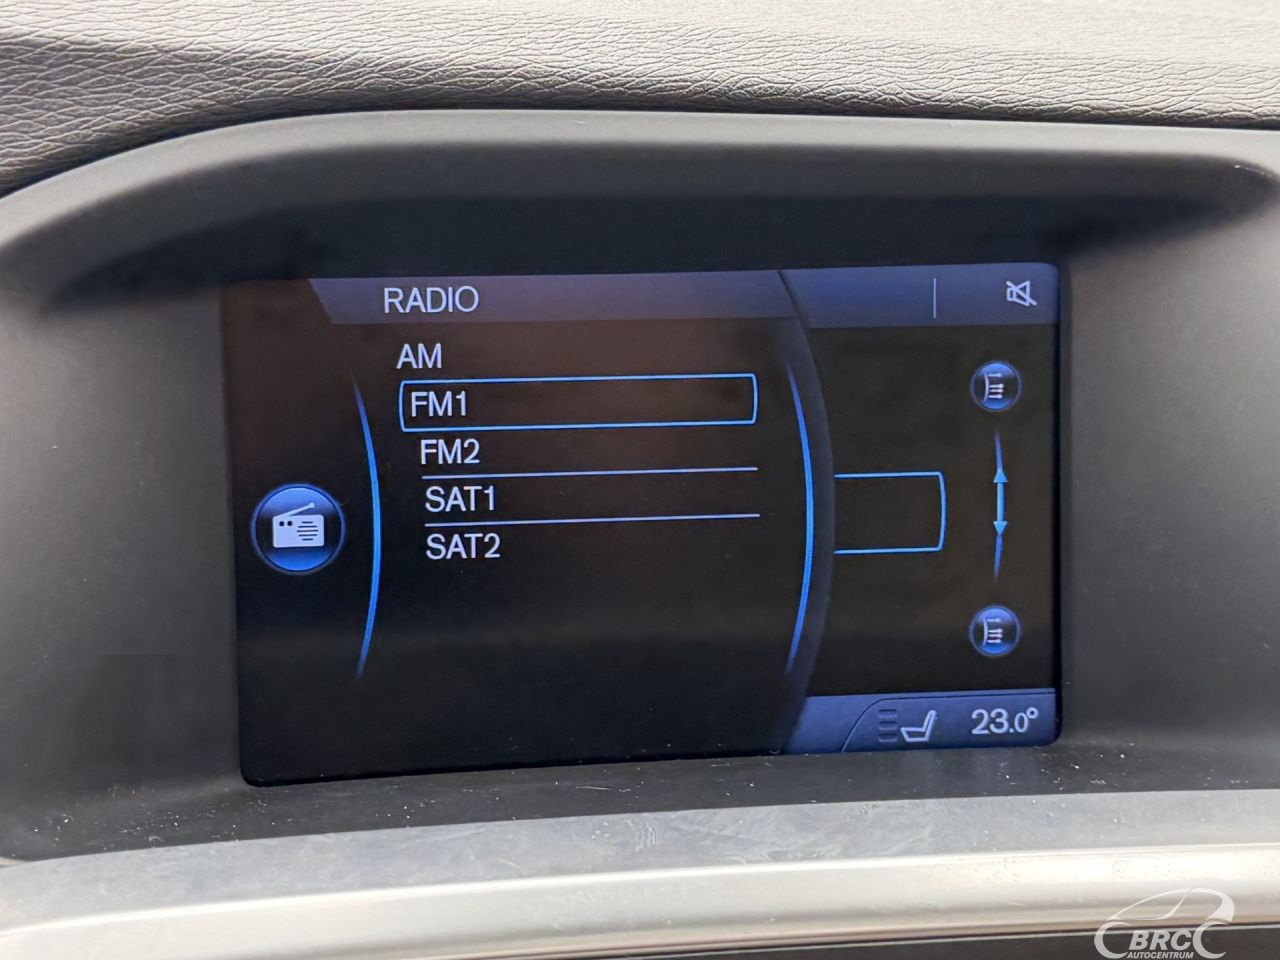 RADIO
AM
FM1
FM2
SAT1
SAT2
23.0°
BRC
AUTOCENTRUM